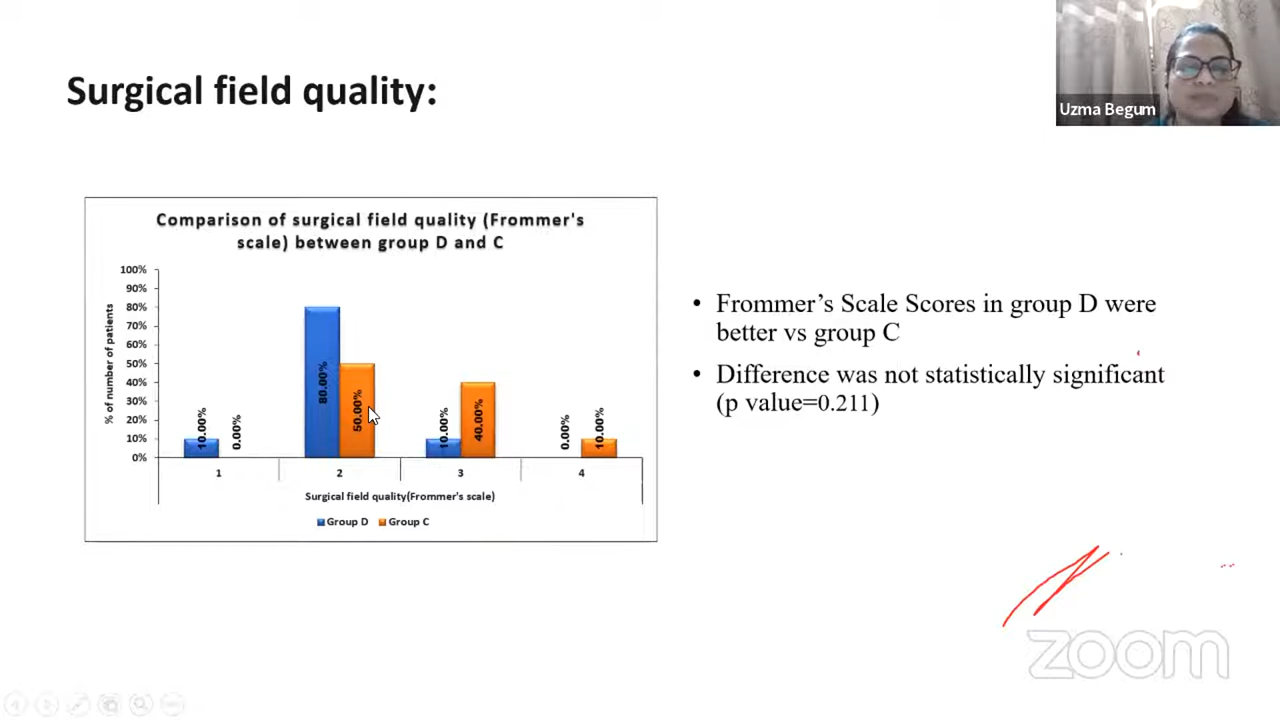 Surgical field quality:
Uzma Begum
Comparison of surgical field quality (Frommer's
scale) between group D and C
100%
90%
80%
70%
60%
50%
40%
30%
20%
10%
0%
% of number of patients
10.00%
0.00%
80.00%
50.00%
10.00%
40.00%
0.00%
10.00%
1
2
3
4
Surgical field quality(Frommer's scale)
Group D
Group C
• Frommer’s Scale Scores in group D were
better vs group C
• Difference was not statistically significant
(p value=0.211)
zoom